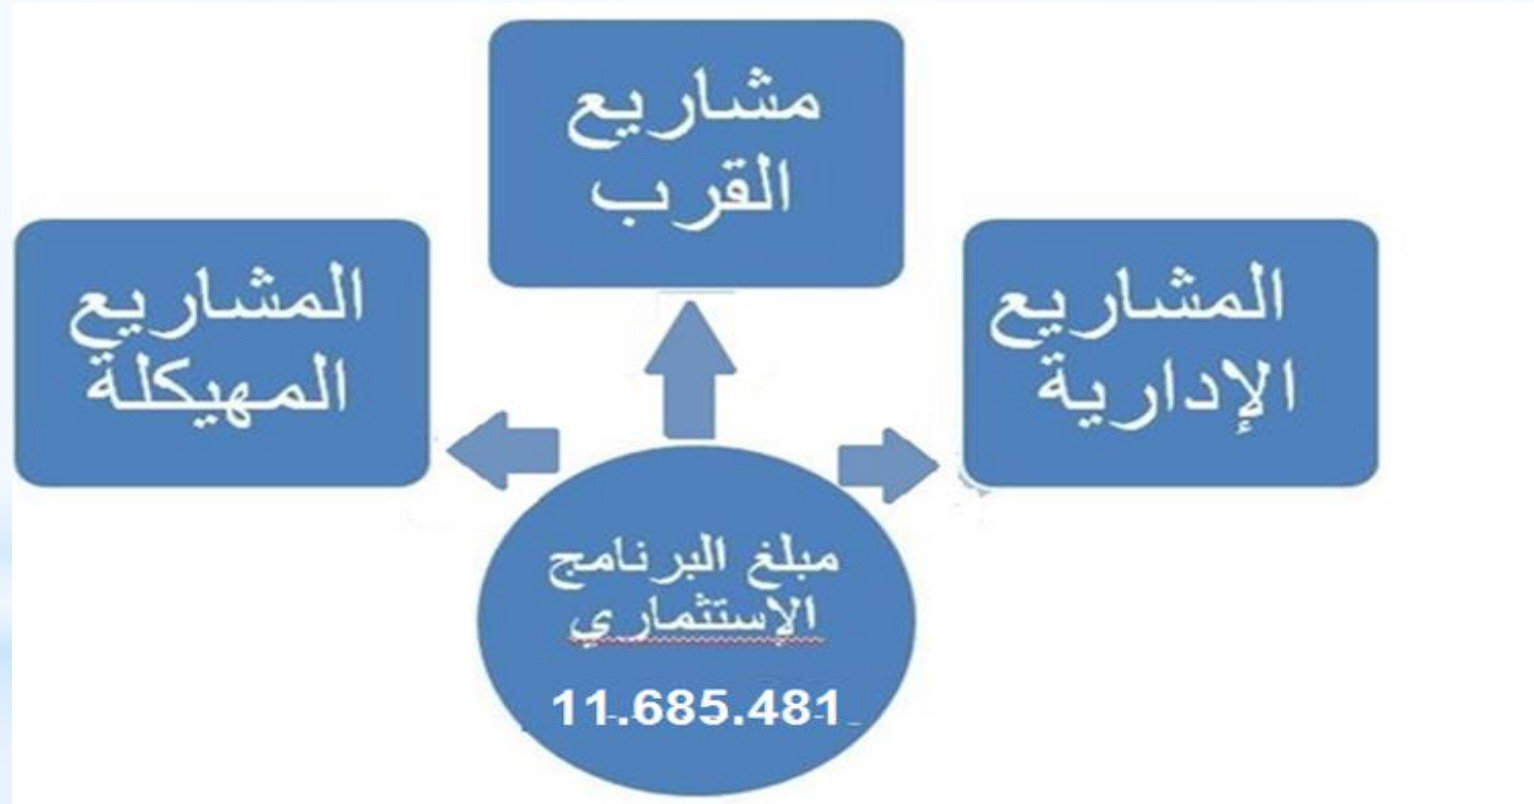 مشاريع
القرب
المشاريع
الإدارية
المشاريع
المهيكلة
مبلغ البرنامج
الإستثماري
11.685.481